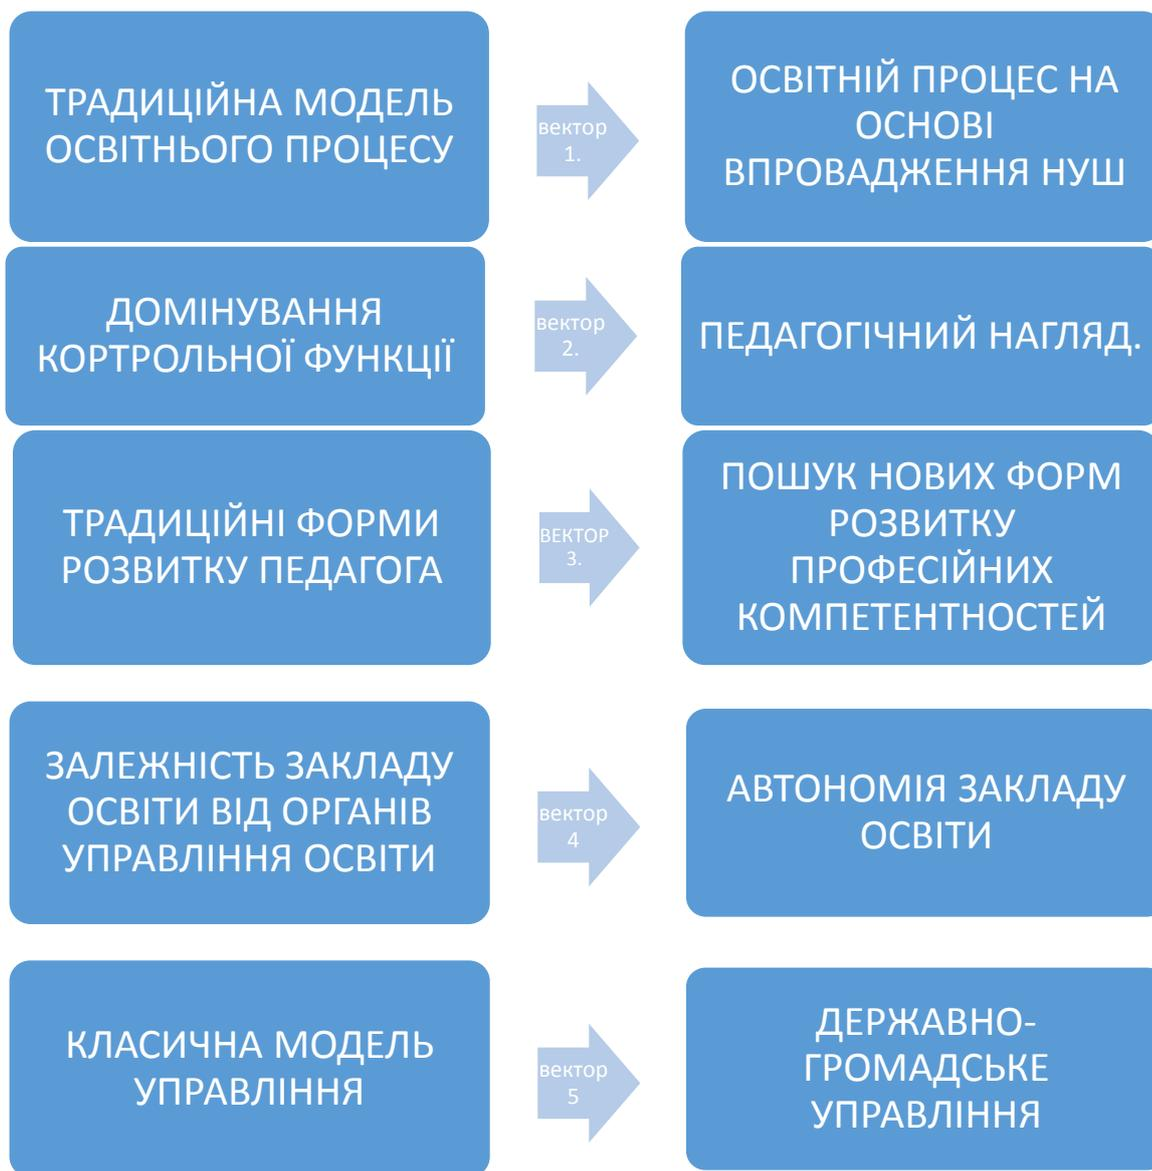 ТРАДИЦІЙНА МОДЕЛЬ
ОСВІТНЬОГО ПРОЦЕСУ
вектор
1.
ОСВІТНІЙ ПРОЦЕС НА
ОСНОВІ
ВПРОВАДЖЕННЯ НУШ
ДОМІНУВАННЯ
КОРТРОЛЬНОЇ ФУНКЦІЇ
вектор
2.
ПЕДАГОГІЧНИЙ НАГЛЯД.
ТРАДИЦІЙНІ ФОРМИ
РОЗВИТКУ ПЕДАГОГА
ВЕКТОР
3.
ПОШУК НОВИХ ФОРМ
РОЗВИТКУ
ПРОФЕСІЙНИХ
КОМПЕТЕНТНОСТЕЙ
ЗАЛЕЖНІСТЬ ЗАКЛАДУ
ОСВІТИ ВІД ОРГАНІВ
УПРАВЛІННЯ ОСВІТИ
вектор
4
АВТОНОМІЯ ЗАКЛАДУ
ОСВІТИ
КЛАСИЧНА МОДЕЛЬ
УПРАВЛІННЯ
вектор
5
ДЕРЖАВНО-
ГРОМАДСЬКЕ
УПРАВЛІННЯ